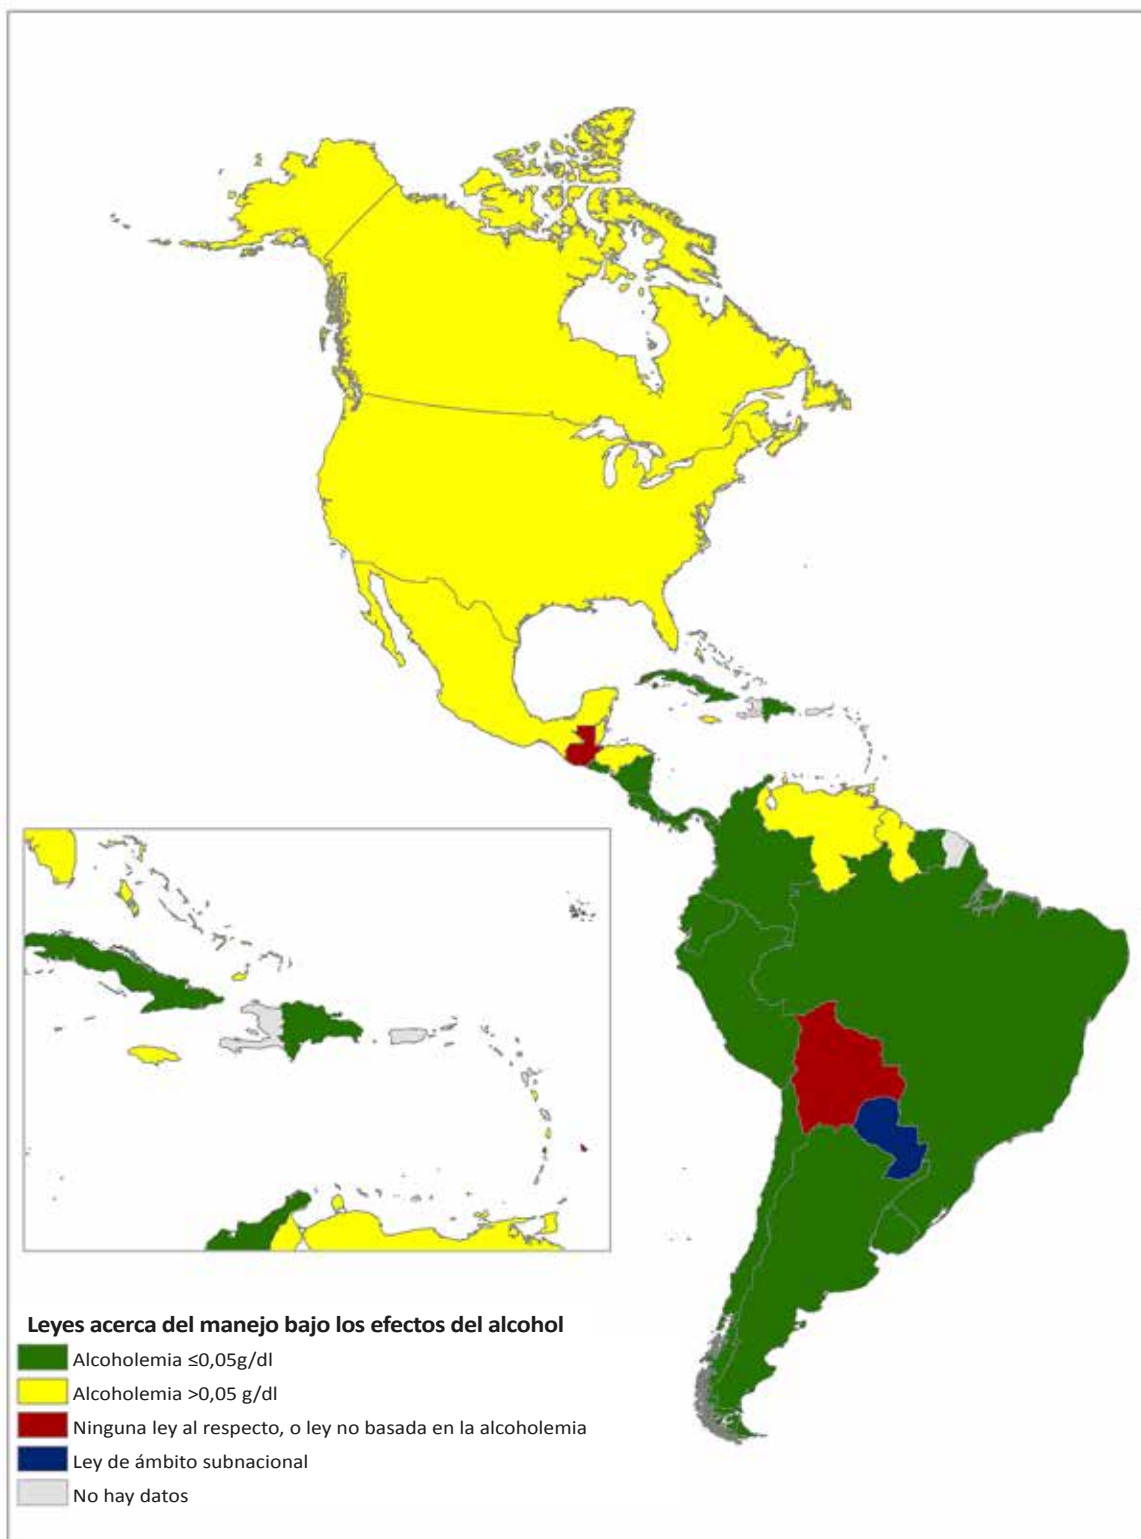 Leyes acerca del manejo bajo los efectos del alcohol
Alcoholemia ≤0,05g/dl
Alcoholemia >0,05 g/dl
Ninguna ley al respecto, o ley no basada en la alcoholemia
Ley de ámbito subnacional
No hay datos